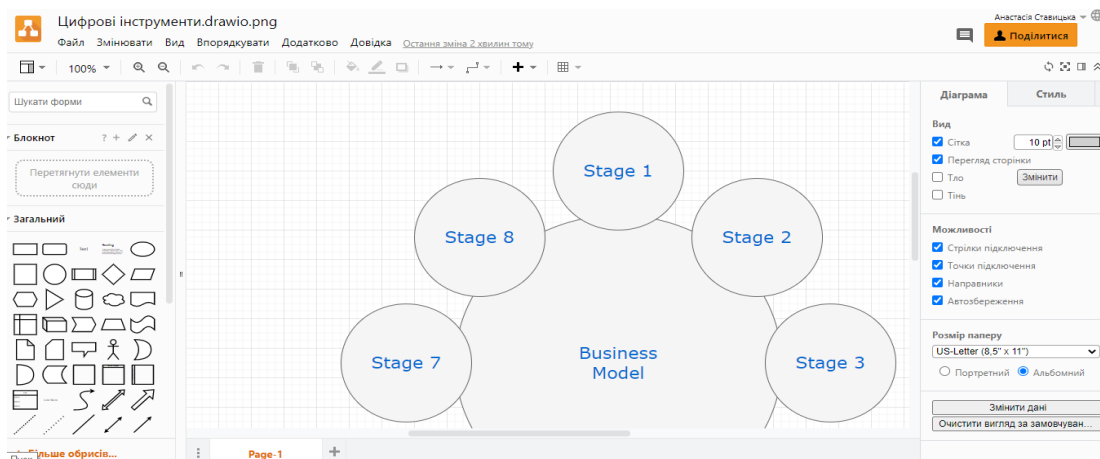 Цифрові інструменти.drawio.png
Анастасія Ставицька
Файл Змінювати Вид Впорядкувати Додатково Довідка Остання зміна 2 хвилин тому
Поділитися
100%
Шукати форми
Блокнот
Перетягнути елементи
сюди
Загальний
Text
Stage 1
Stage 8
Stage 2
Stage 7
Business
Model
Stage 3
Діаграма Стиль
Вид
Сітка 10 pt
Перегляд сторінки
Тло Змінити
Тінь
Можливості
Стрілки підключення
Точки підключення
Направники
Автозбереження
Розмір паперу
US-Letter (8,5" x 11")
Портретний Альбомний
Змінити дані
Очистити вигляд за замовчуван...
Більше обрисів...
Page-1